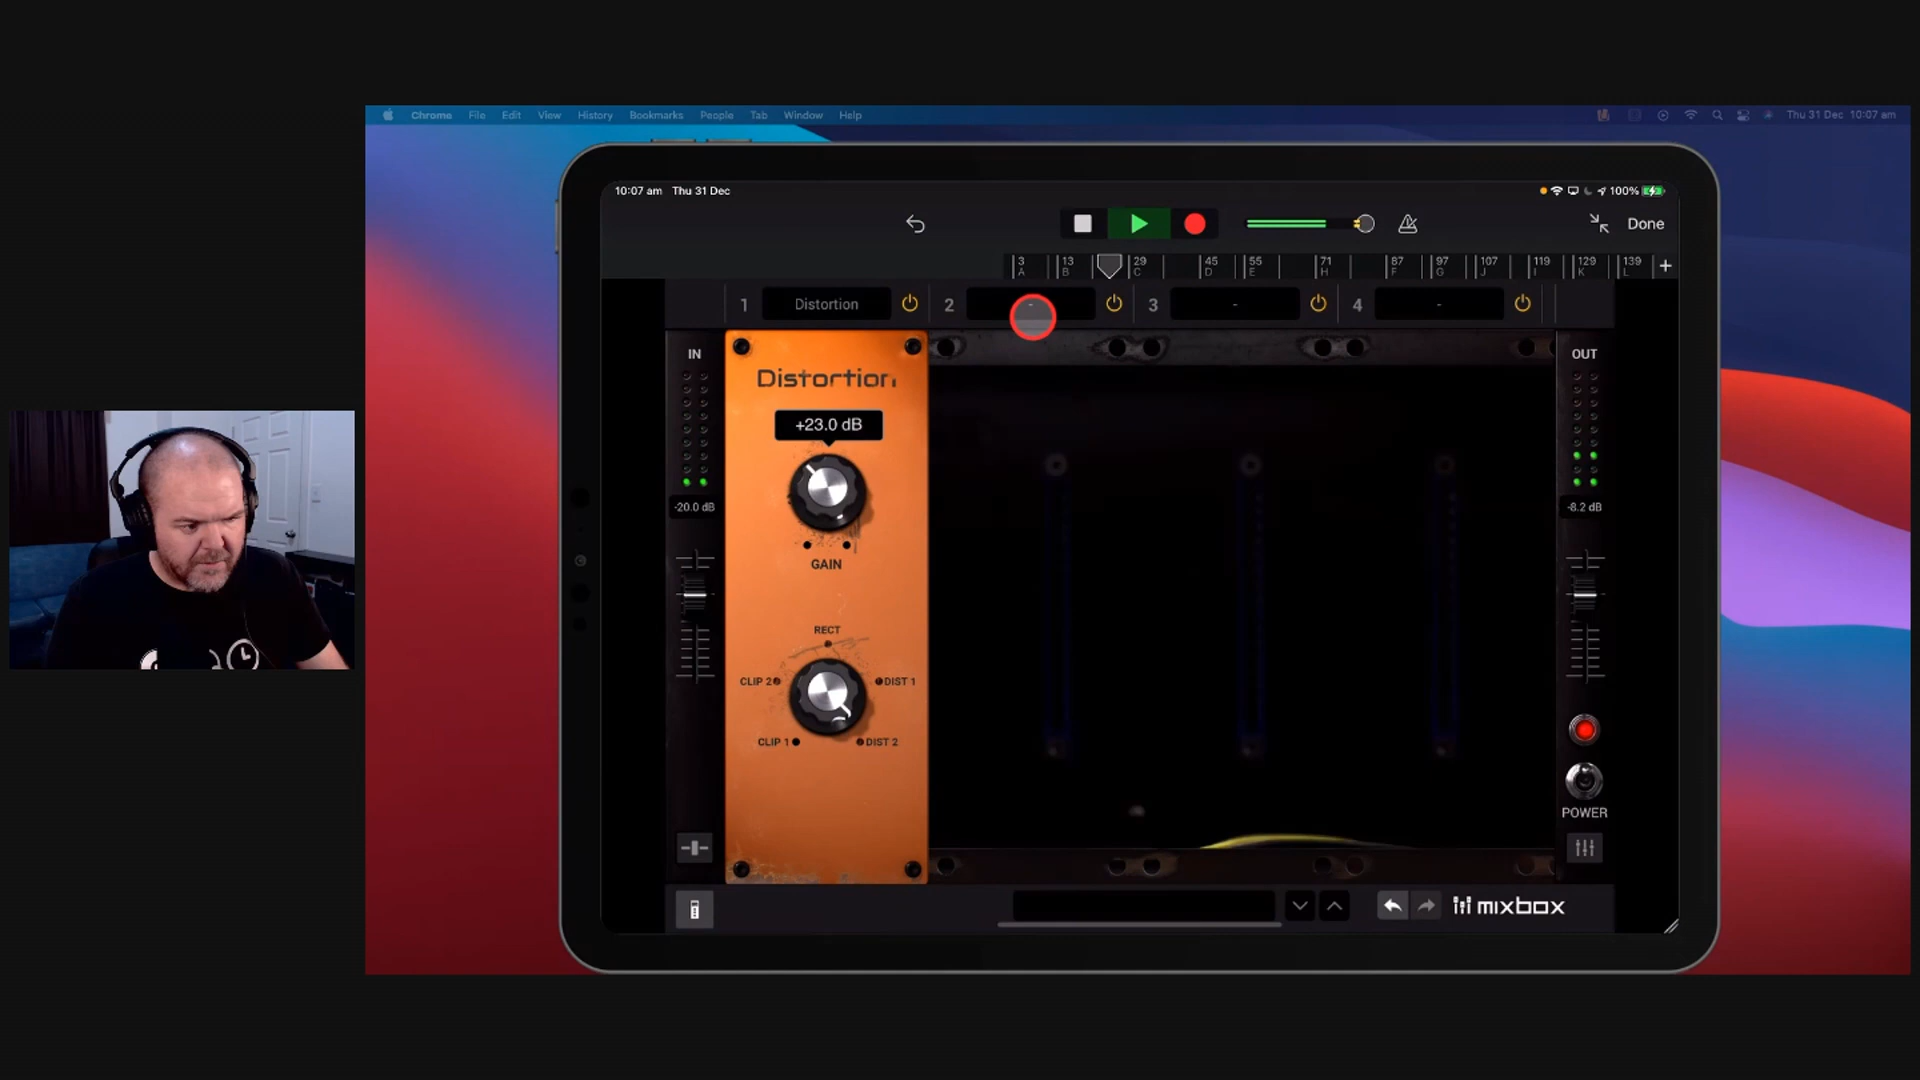 Chrome File Edit View History Bookmarks People Tab Window Help Thu 31 Dec 10:07 am
10:07 am Thu 31 Dec 100%
Done
3 13 29 45 55 71 87 97 107 119 129 139
A B C D E H F G J I K L
1 Distortion 2 - 3 - 4 -
IN
OUT
Distortion
+23.0 dB
-20.0 dB
-8.2 dB
GAIN
RECT
CLIP 2 DIST 1
CLIP 1 DIST 2
POWER
mixbox